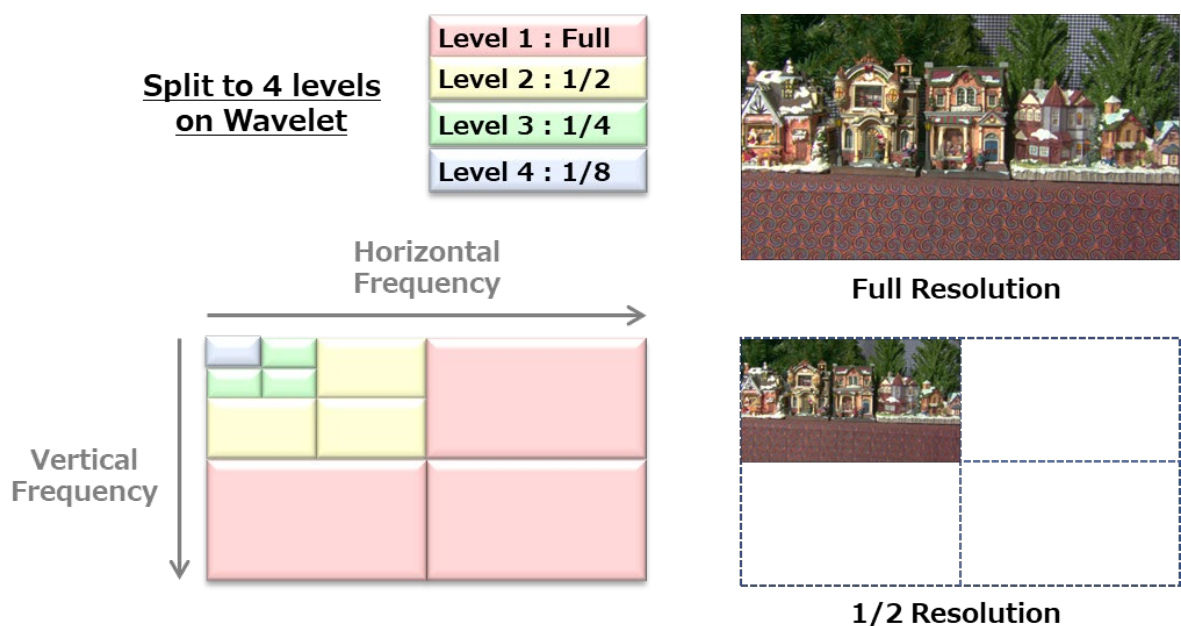 Split to 4 levels
on Wavelet
Level 1 : Full
Level 2 : 1/2
Level 3 : 1/4
Level 4 : 1/8
Full Resolution
Horizontal
Frequency
Vertical
Frequency
1/2 Resolution